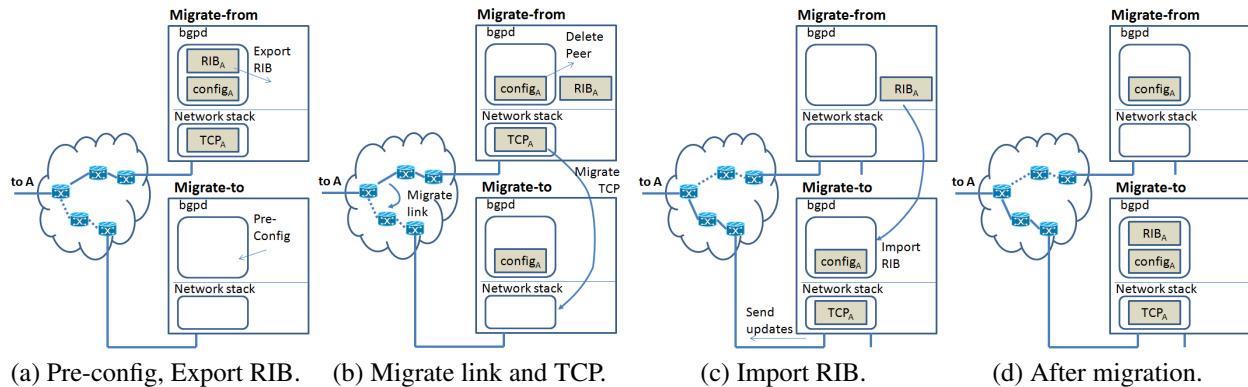 Migrate-from
bgpd
RIBA
Export
RIB
configA
Network stack
TCPA
to A
Migrate-to
bgpd
Pre-
Config
Network stack
(a) Pre-config, Export RIB.
Migrate-from
bgpd
Delete
Peer
configA
RIBA
Network stack
TCPA
Migrate
TCP
to A
Migrate
link
Migrate-to
bgpd
configA
Network stack
(b) Migrate link and TCP.
Migrate-from
bgpd
RIBA
Network stack
to A
Migrate-to
bgpd
Import
RIB
configA
Network stack
TCPA
Send
updates
(c) Import RIB.
Migrate-from
bgpd
configA
Network stack
to A
Migrate-to
bgpd
RIBA
configA
Network stack
TCPA
(d) After migration.